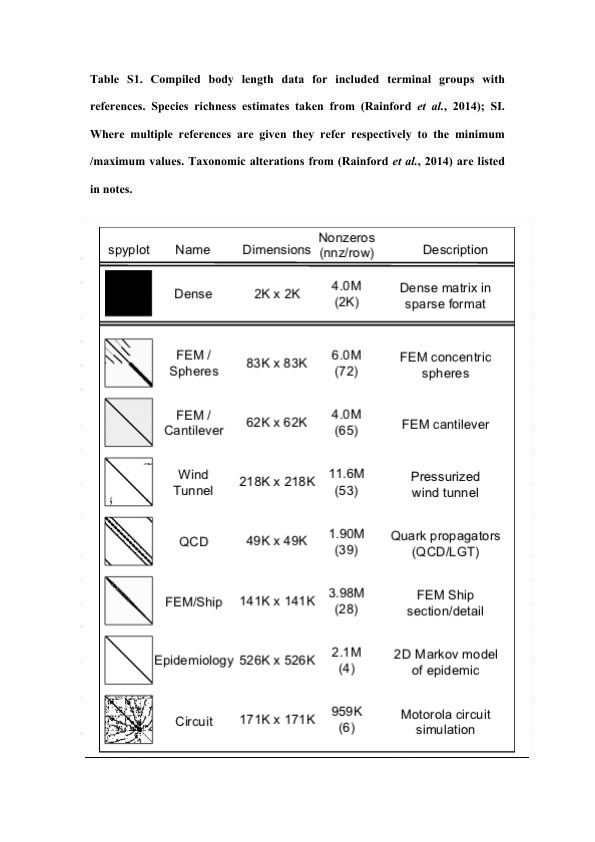 Table S1. Compiled body length data for included terminal groups with
references. Species richness estimates taken from (Rainford et al., 2014); SI.
Where multiple references are given they refer respectively to the minimum
/maximum values. Taxonomic alterations from (Rainford et al., 2014) are listed
in notes.
spyplot Name Dimensions Nonzeros (nnz/row) Description
Dense 2K x 2K 4.0M (2K) Dense matrix in sparse format
FEM / Spheres 83K x 83K 6.0M (72) FEM concentric spheres
FEM / Cantilever 62K x 62K 4.0M (65) FEM cantilever
Wind Tunnel 218K x 218K 11.6M (53) Pressurized wind tunnel
QCD 49K x 49K 1.90M (39) Quark propagators (QCD/LGT)
FEM/Ship 141K x 141K 3.98M (28) FEM Ship section/detail
Epidemiology 526K x 526K 2.1M (4) 2D Markov model of epidemic
Circuit 171K x 171K 959K (6) Motorola circuit simulation